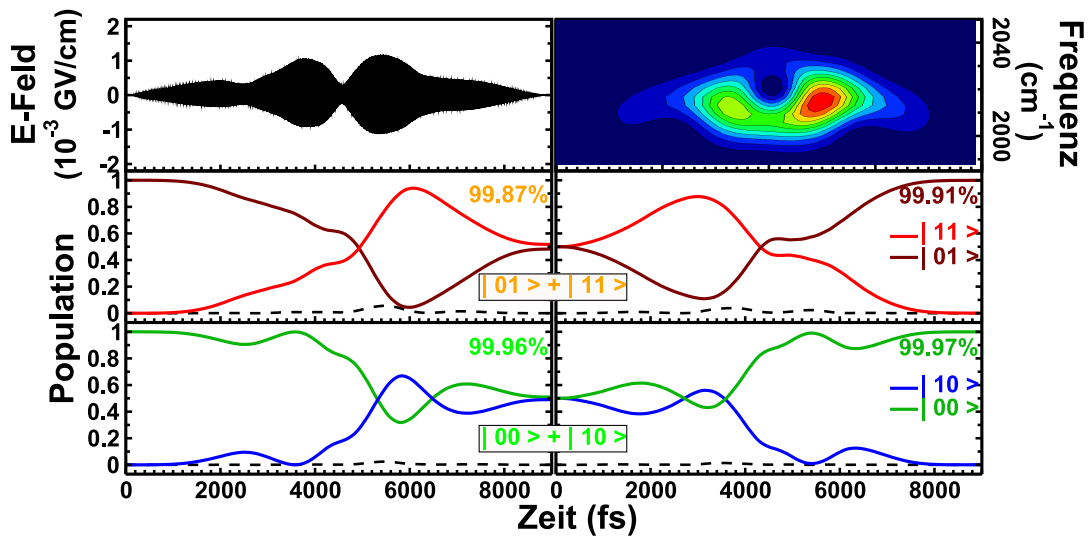 E-Feld
(10⁻³ GV/cm)
2
1
0
-1
-2
2040
2000
Frequenz
(cm⁻¹)
Population
1
0.8
0.6
0.4
0.2
0
99.87%
| 01 > + | 11 >
99.91%
| 11 >
| 01 >
1
0.8
0.6
0.4
0.2
0
99.96%
| 00 > + | 10 >
99.97%
| 10 >
| 00 >
0 2000 4000 6000 8000 0 2000 4000 6000 8000
Zeit (fs)